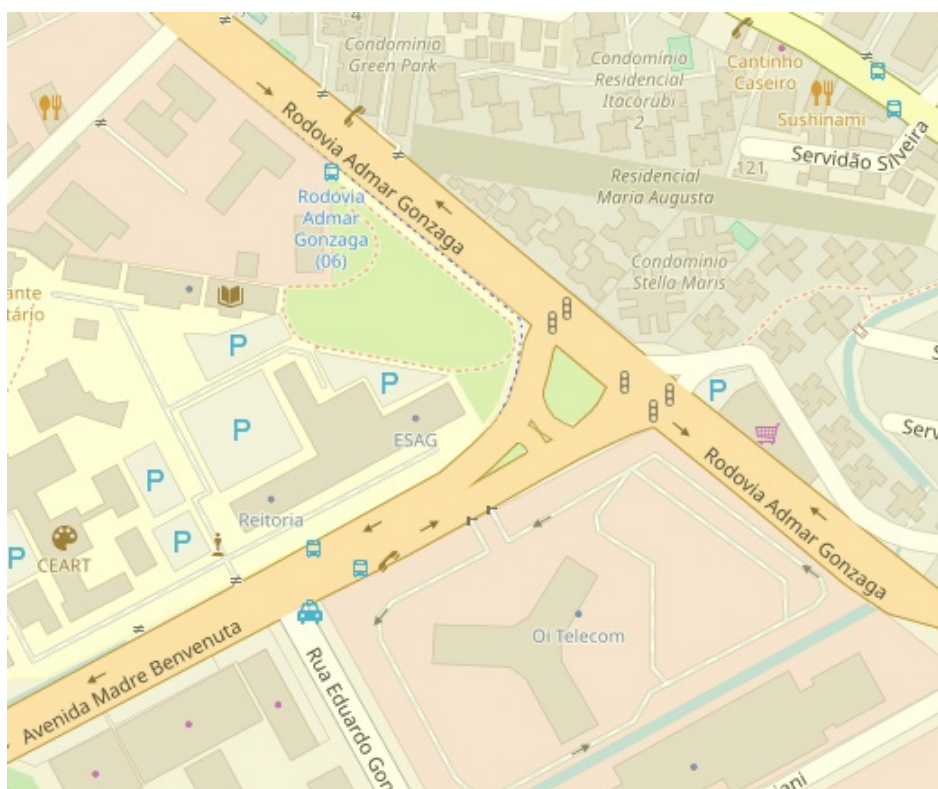 4
Condomínio
Green Park
Condomínio
Residencial
Itacorubi
2
Cantinho
Caseiro
Sushinami
Servidão Silveira
121
Rodovia Admar Gonzaga
Residencial
Maria Augusta
Rodovia
Admar
Gonzaga
(06)
Condomínio
Stella Maris
ante
tário
P
P
P
P
S
ESAG
P
Serv
Rodovia Admar Gonzaga
P
Reitoria
P
P
CEART
Oi Telecom
Avenida Madre Benvenuta
Rua Eduardo Gon
ani